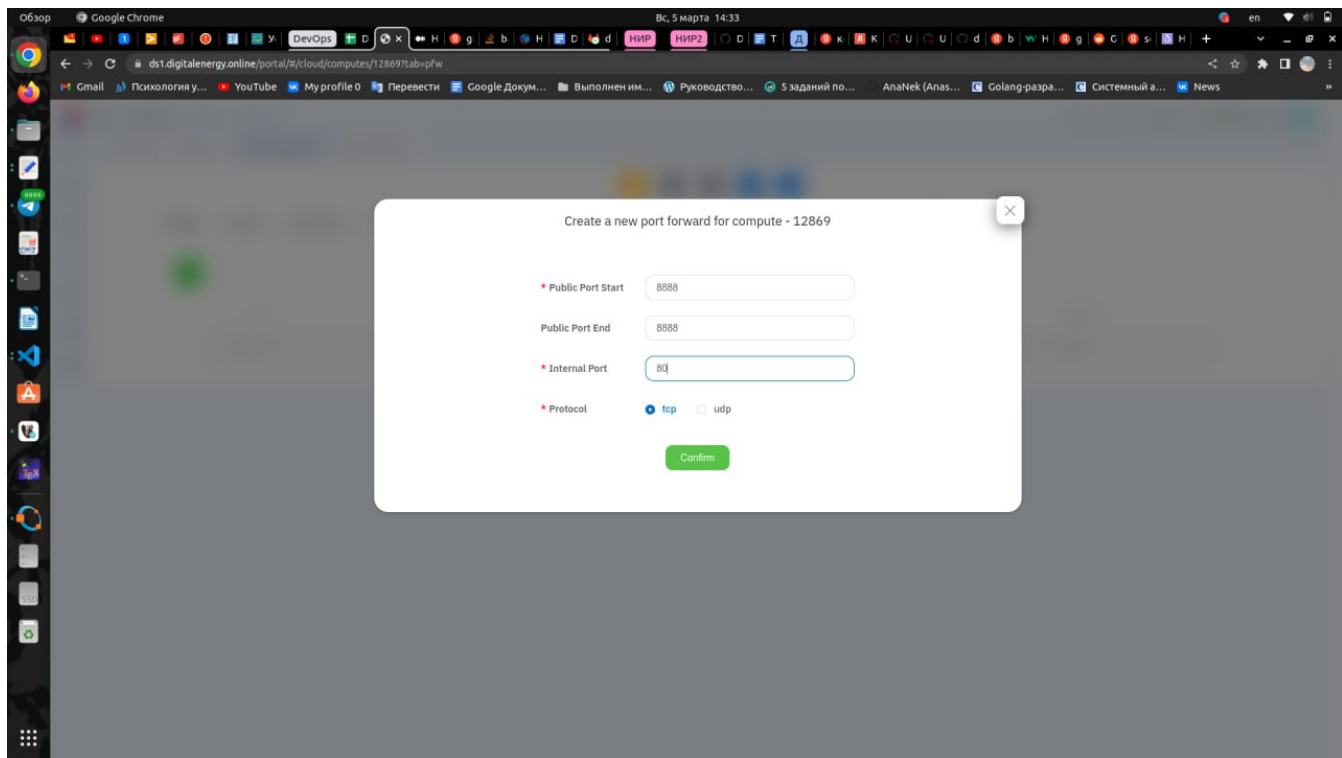 Обзор Google Chrome Вс, 5 марта 14:33 en
DevOps D H g b H D d НИР НИР2 D T Д к K U U d b H g G s H
ds1.digitalenergy.online/portal/#/cloud/computes/12869?tab=pfw
Gmail Психология у... YouTube My profile 0 Перевести Google Докум... Выполнен им... Руководство... 5 заданий по... AnaNek (Anas... Golang-разра... Системный а... News
9999
Create a new port forward for compute - 12869
* Public Port Start 8888
Public Port End 8888
* Internal Port 80
* Protocol tcp udp
Confirm
SSD